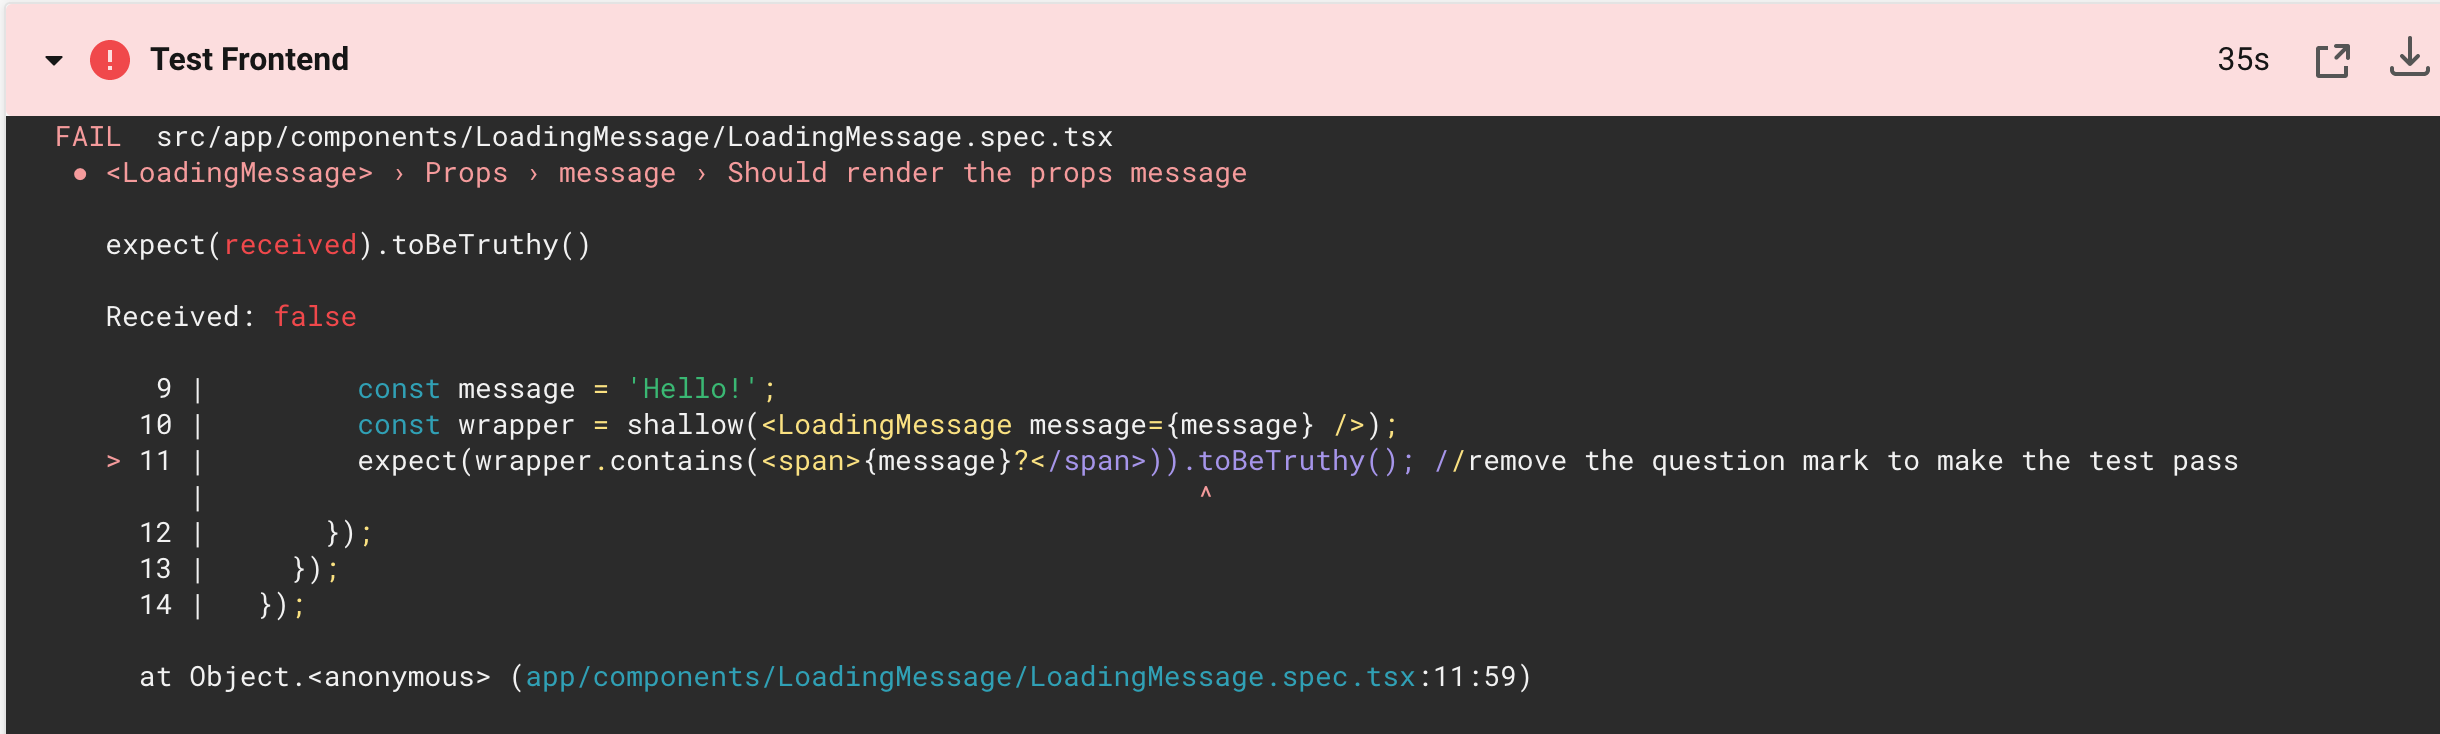 Test Frontend 35s
FAIL src/app/components/LoadingMessage/LoadingMessage.spec.tsx
● <LoadingMessage> › Props › message › Should render the props message
expect(received).toBeTruthy()
Received: false
9 | const message = 'Hello!';
10 | const wrapper = shallow(<LoadingMessage message={message} />);
> 11 | expect(wrapper.contains(<span>{message}?</span>)).toBeTruthy(); //remove the question mark to make the test pass
| ^
12 | });
13 | });
14 | });
at Object.<anonymous> (app/components/LoadingMessage/LoadingMessage.spec.tsx:11:59)